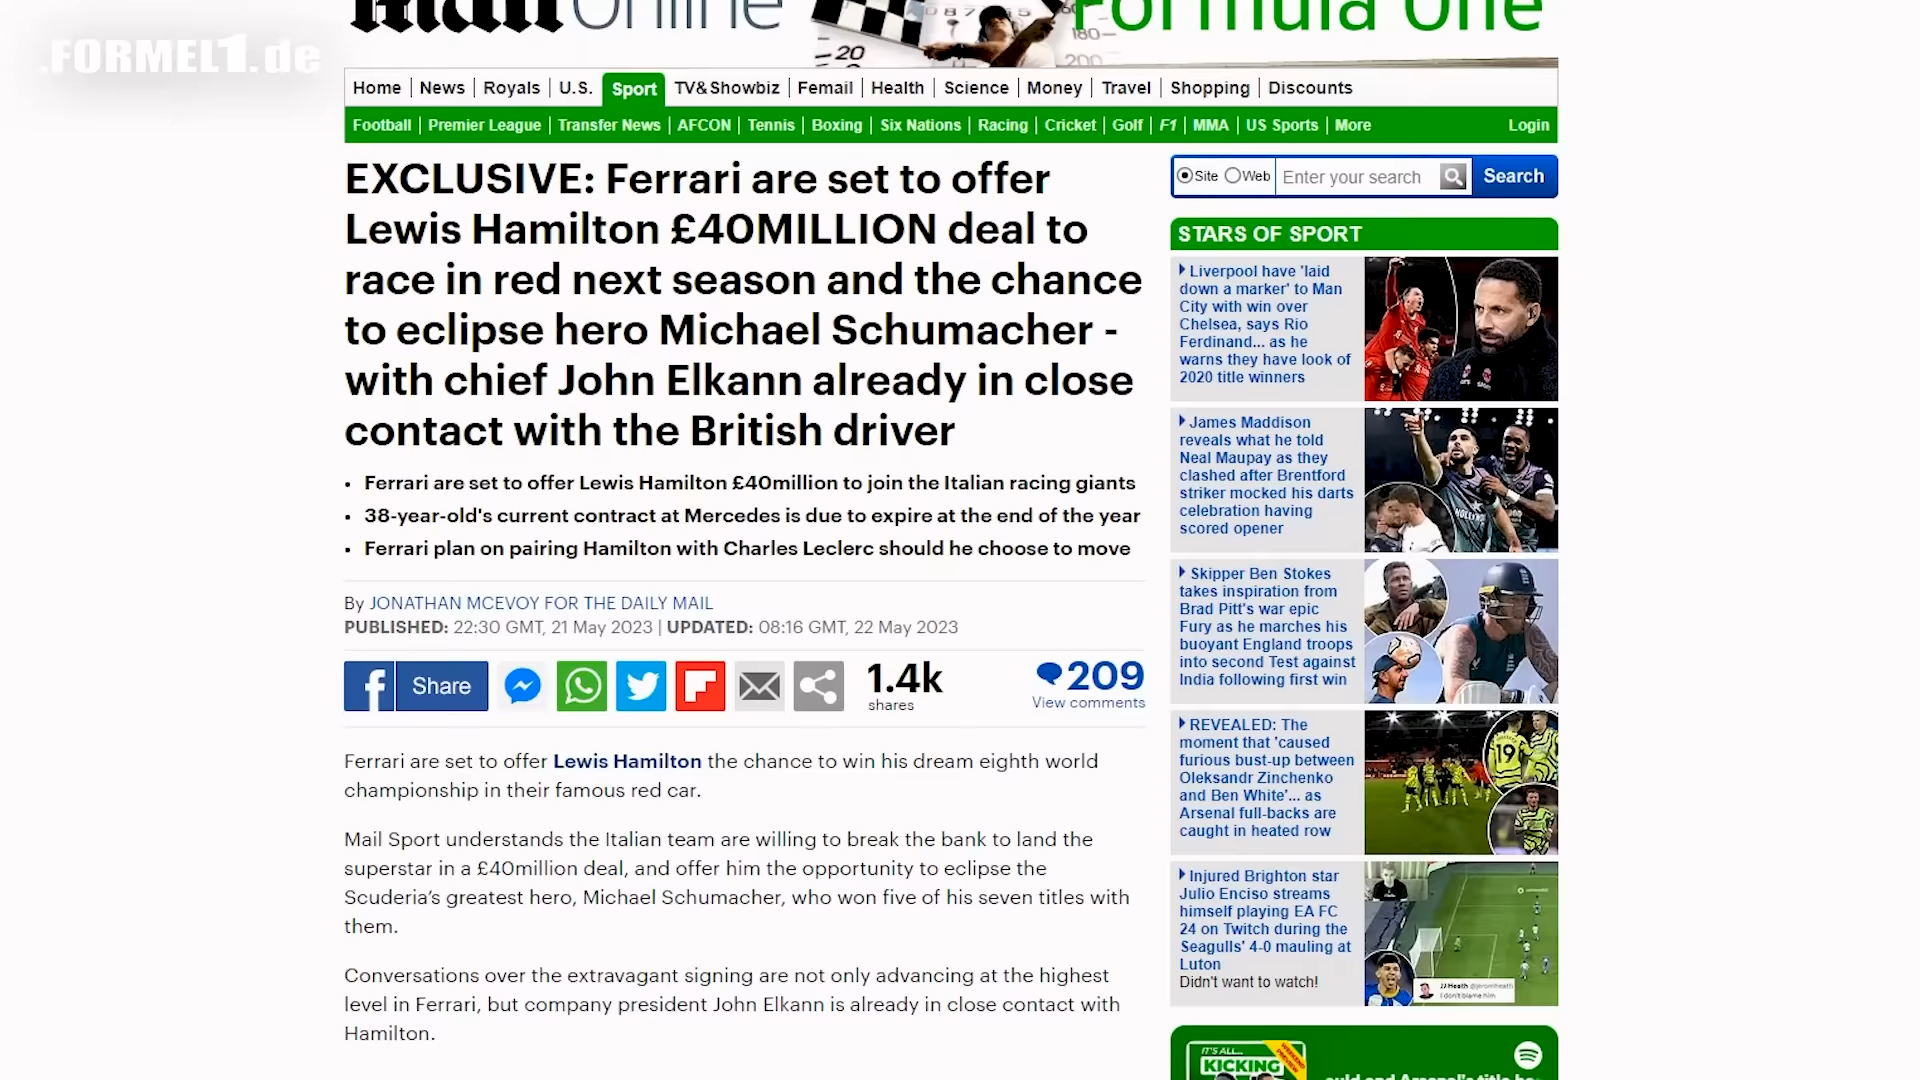 .FORMEL1.de
Mail Online
Formula One
Home News Royals U.S. Sport TV&Showbiz Femail Health Science Money Travel Shopping Discounts
Football Premier League Transfer News AFCON Tennis Boxing Six Nations Racing Cricket Golf F1 MMA US Sports More Login
EXCLUSIVE: Ferrari are set to offer
Lewis Hamilton £40MILLION deal to
race in red next season and the chance
to eclipse hero Michael Schumacher -
with chief John Elkann already in close
contact with the British driver
• Ferrari are set to offer Lewis Hamilton £40million to join the Italian racing giants
• 38-year-old's current contract at Mercedes is due to expire at the end of the year
• Ferrari plan on pairing Hamilton with Charles Leclerc should he choose to move
By JONATHAN MCEVOY FOR THE DAILY MAIL
PUBLISHED: 22:30 GMT, 21 May 2023 | UPDATED: 08:16 GMT, 22 May 2023
Share
1.4k
shares
209
View comments
Ferrari are set to offer Lewis Hamilton the chance to win his dream eighth world
championship in their famous red car.
Mail Sport understands the Italian team are willing to break the bank to land the
superstar in a £40million deal, and offer him the opportunity to eclipse the
Scuderia's greatest hero, Michael Schumacher, who won five of his seven titles with
them.
Conversations over the extravagant signing are not only advancing at the highest
level in Ferrari, but company president John Elkann is already in close contact with
Hamilton.
Site Web Enter your search Search
STARS OF SPORT
Liverpool have 'laid
down a marker' to Man
City with win over
Chelsea, says Rio
Ferdinand... as he
warns they have look of
2020 title winners
James Maddison
reveals what he told
Neal Maupay as they
clashed after Brentford
striker mocked his darts
celebration having
scored opener
Skipper Ben Stokes
takes inspiration from
Brad Pitt's war epic
Fury as he marches his
buoyant England troops
into second Test against
India following first win
REVEALED: The
moment that 'caused
furious bust-up between
Oleksandr Zinchenko
and Ben White'... as
Arsenal full-backs are
caught in heated row
19
Injured Brighton star
Julio Enciso streams
himself playing EA FC
24 on Twitch during the
Seagulls' 4-0 mauling at
Luton
Didn't want to watch!
JJ Heath @jeromheath
I don't blame him
IT'S ALL...
KICKING